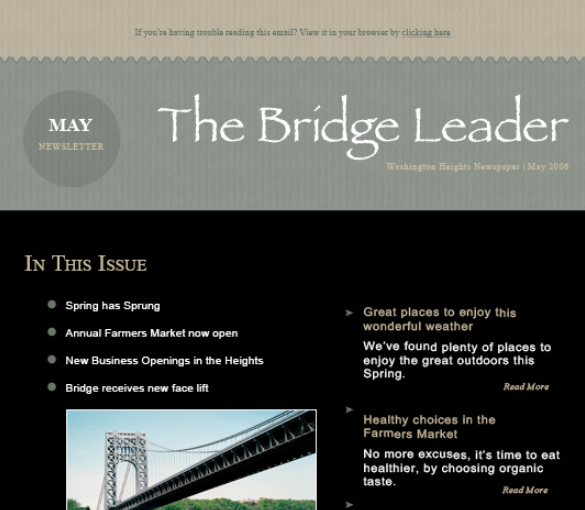 If you're having trouble reading this email? View it in your browser by clicking here
MAY
NEWSLETTER
The Bridge Leader
Washington Heights Newspaper | May 2006
In This Issue
Spring has Sprung
Annual Farmers Market now open
New Business Openings in the Heights
Bridge receives new face lift
Great places to enjoy this
wonderful weather
We've found plenty of places to
enjoy the great outdoors this
Spring.
Read More
Healthy choices in the
Farmers Market
No more excuses, it's time to eat
healthier, by choosing organic
taste.
Read More